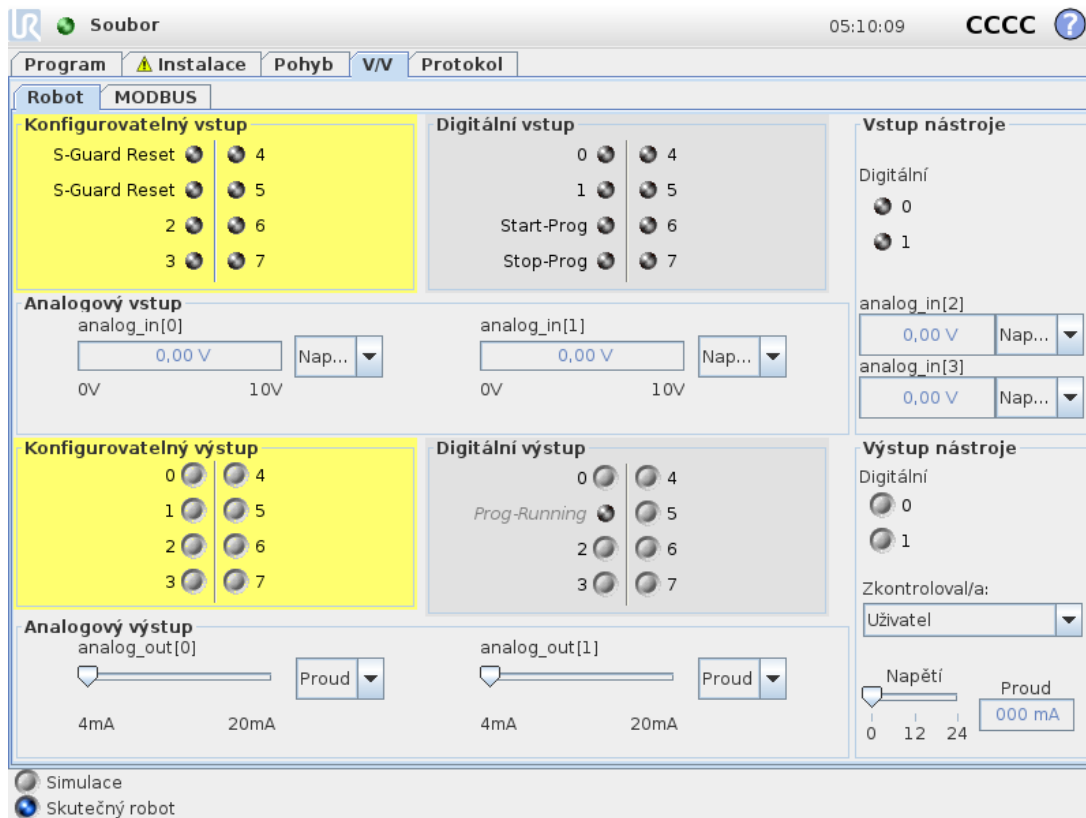 UR Soubor 05:10:09 CCCC ?
Program Instalace Pohyb V/V Protokol
Robot MODBUS
Konfigurovatelný vstup
S-Guard Reset 4
S-Guard Reset 5
2 6
3 7
Digitální vstup
0 4
1 5
Start-Prog 6
Stop-Prog 7
Vstup nástroje
Digitální
0
1
analog_in[2]
0,00 V Nap...
analog_in[3]
0,00 V Nap...
Analogový vstup
analog_in[0]
0,00 V Nap...
0V 10V
analog_in[1]
0,00 V Nap...
0V 10V
Konfigurovatelný výstup
0 4
1 5
2 6
3 7
Digitální výstup
0 4
Prog-Running 5
2 6
3 7
Výstup nástroje
Digitální
0
1
Zkontroloval/a:
Uživatel
Napětí
0 12 24
Proud
000 mA
Analogový výstup
analog_out[0]
Proud
4mA 20mA
analog_out[1]
Proud
4mA 20mA
Simulace
Skutečný robot